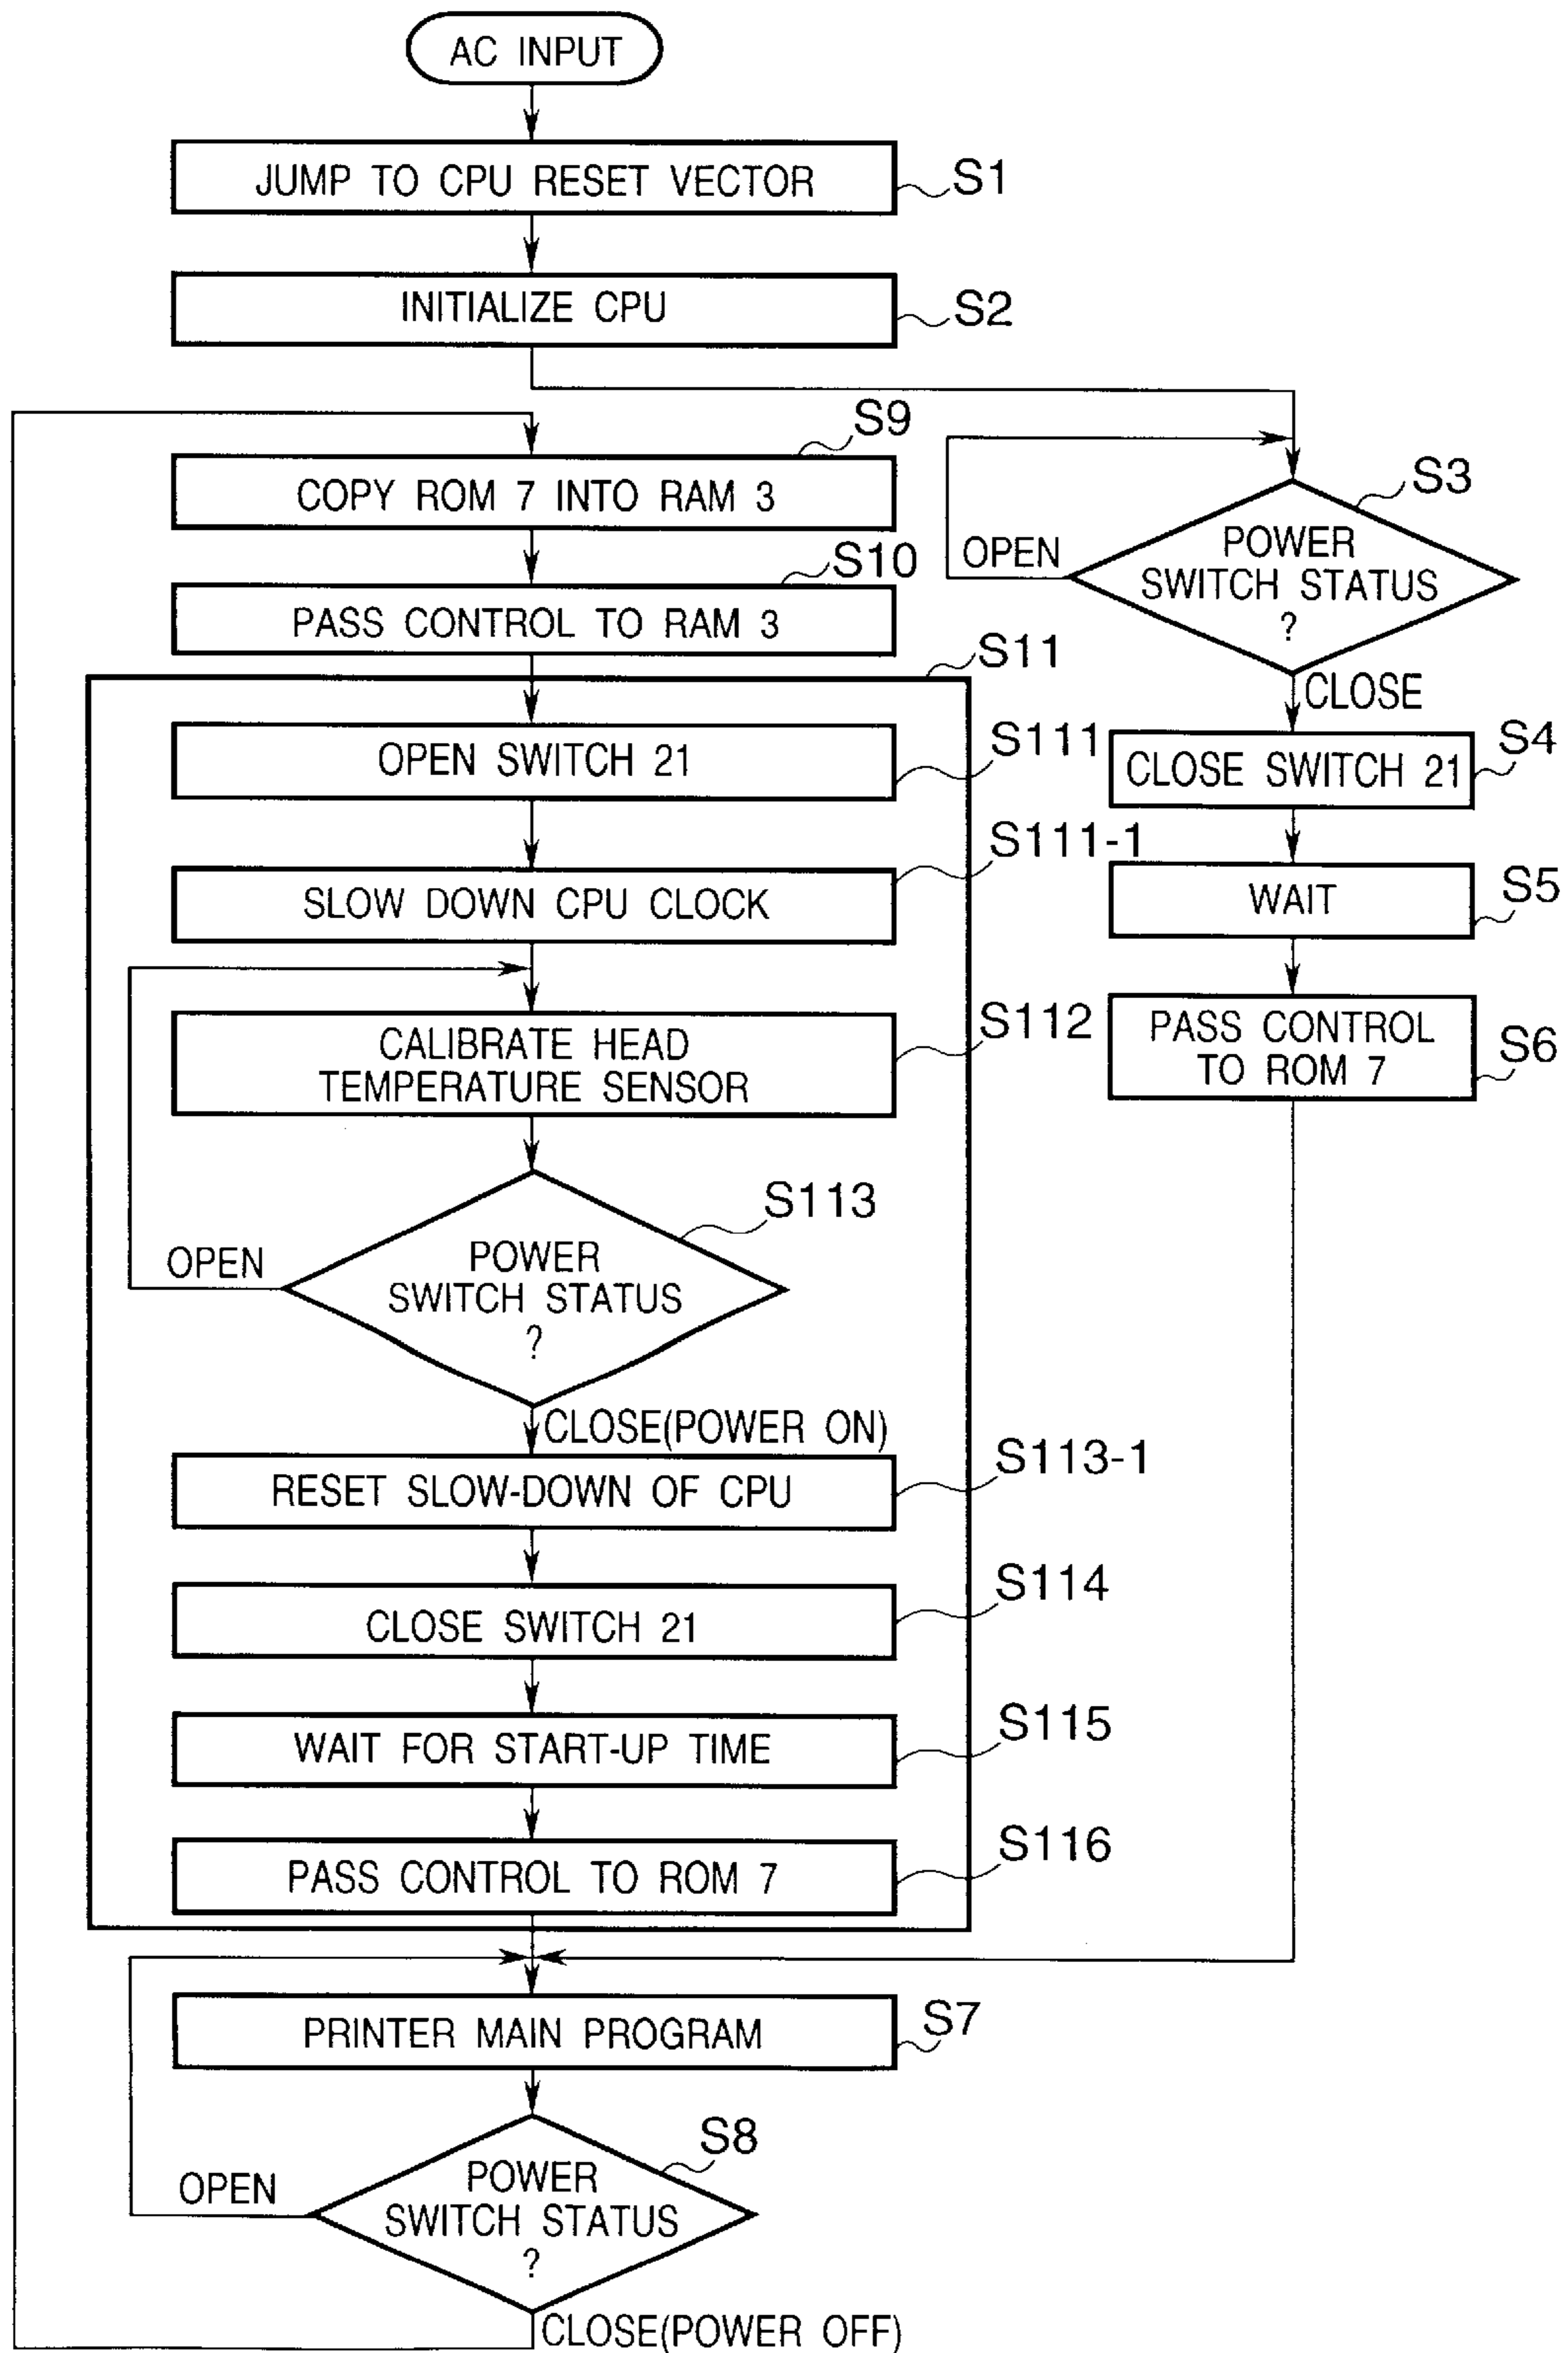 AC INPUT
JUMP TO CPU RESET VECTOR
S1
INITIALIZE CPU
S2
S9
COPY ROM 7 INTO RAM 3
S10
PASS CONTROL TO RAM 3
S3
POWER
SWITCH STATUS
?
OPEN
CLOSE
S4
CLOSE SWITCH 21
S5
WAIT
S6
PASS CONTROL
TO ROM 7
S11
OPEN SWITCH 21
S111
S111-1
SLOW DOWN CPU CLOCK
CALIBRATE HEAD
TEMPERATURE SENSOR
S112
S113
POWER
SWITCH STATUS
?
OPEN
CLOSE(POWER ON)
RESET SLOW-DOWN OF CPU
S113-1
CLOSE SWITCH 21
S114
WAIT FOR START-UP TIME
S115
PASS CONTROL TO ROM 7
S116
PRINTER MAIN PROGRAM
S7
S8
POWER
SWITCH STATUS
?
OPEN
CLOSE(POWER OFF)